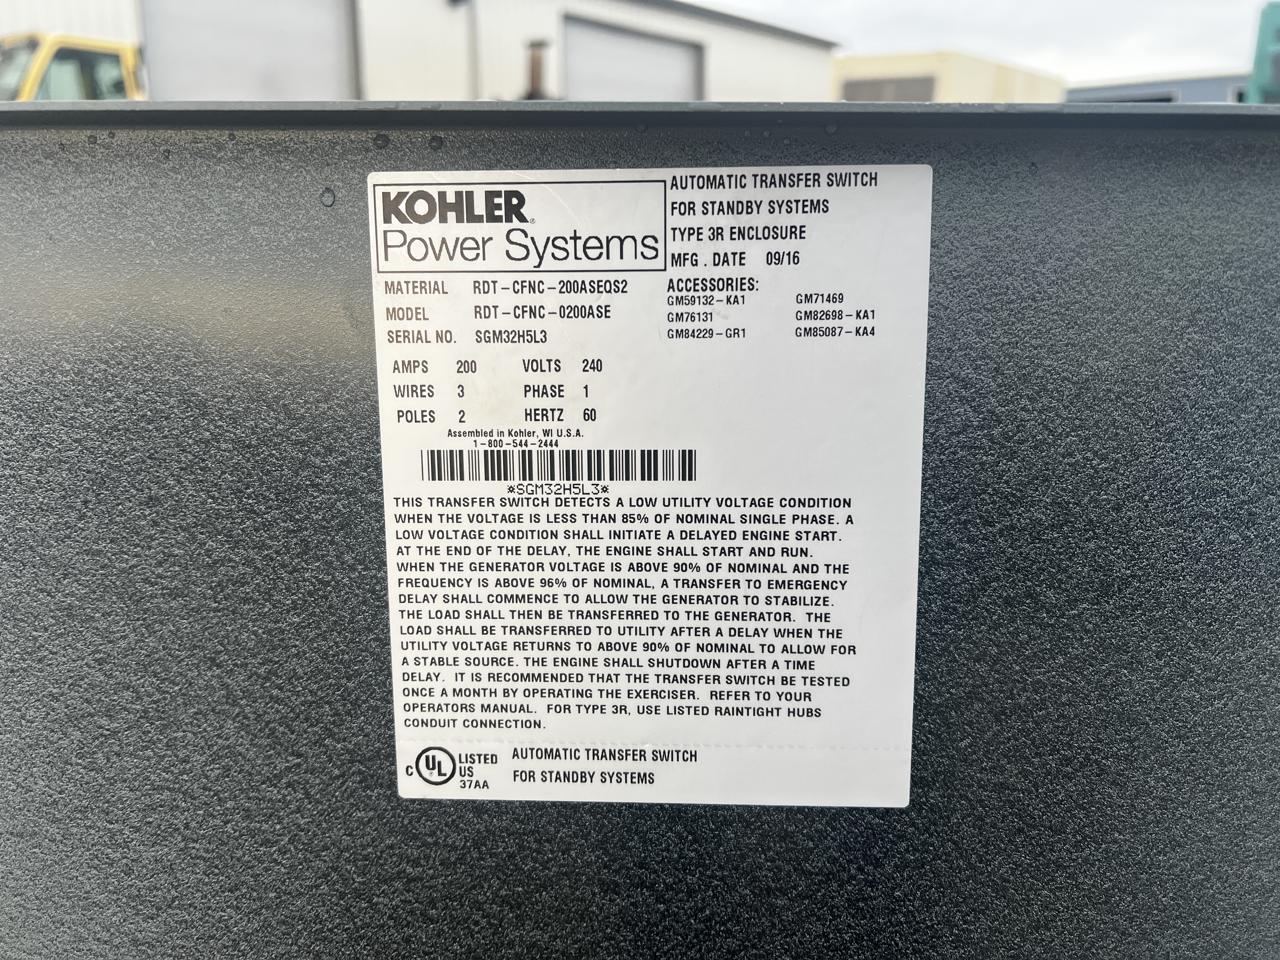 KOHLER®
Power Systems
AUTOMATIC TRANSFER SWITCH
FOR STANDBY SYSTEMS
TYPE 3R ENCLOSURE
MFG. DATE 09/16
MATERIAL RDT-CFNC-200ASEQS2
MODEL RDT-CFNC-0200ASE
SERIAL NO. SGM32H5L3
ACCESSORIES:
GM59132-KA1 GM71469
GM76131 GM82698-KA1
GM84229-GR1 GM85087-KA4
AMPS 200 VOLTS 240
WIRES 3 PHASE 1
POLES 2 HERTZ 60
Assembled in Kohler, WI U.S.A.
1-800-544-2444
*SGM32H5L3*
THIS TRANSFER SWITCH DETECTS A LOW UTILITY VOLTAGE CONDITION
WHEN THE VOLTAGE IS LESS THAN 85% OF NOMINAL SINGLE PHASE. A
LOW VOLTAGE CONDITION SHALL INITIATE A DELAYED ENGINE START.
AT THE END OF THE DELAY, THE ENGINE SHALL START AND RUN.
WHEN THE GENERATOR VOLTAGE IS ABOVE 90% OF NOMINAL AND THE
FREQUENCY IS ABOVE 96% OF NOMINAL, A TRANSFER TO EMERGENCY
DELAY SHALL COMMENCE TO ALLOW THE GENERATOR TO STABILIZE.
THE LOAD SHALL THEN BE TRANSFERRED TO THE GENERATOR. THE
LOAD SHALL BE TRANSFERRED TO UTILITY AFTER A DELAY WHEN THE
UTILITY VOLTAGE RETURNS TO ABOVE 90% OF NOMINAL TO ALLOW FOR
A STABLE SOURCE. THE ENGINE SHALL SHUTDOWN AFTER A TIME
DELAY. IT IS RECOMMENDED THAT THE TRANSFER SWITCH BE TESTED
ONCE A MONTH BY OPERATING THE EXERCISER. REFER TO YOUR
OPERATORS MANUAL. FOR TYPE 3R, USE LISTED RAINTIGHT HUBS
CONDUIT CONNECTION.
C UL® LISTED
US
37AA
AUTOMATIC TRANSFER SWITCH
FOR STANDBY SYSTEMS